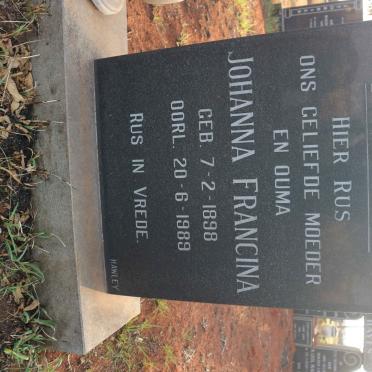 HIER RUS
ONS GELIEFDE MOEDER
EN OUMA
JOHANNA FRANCINA
GEB. 7-2-1898
OORL. 20-6-1989
RUS IN VREDE.
HAWLEY